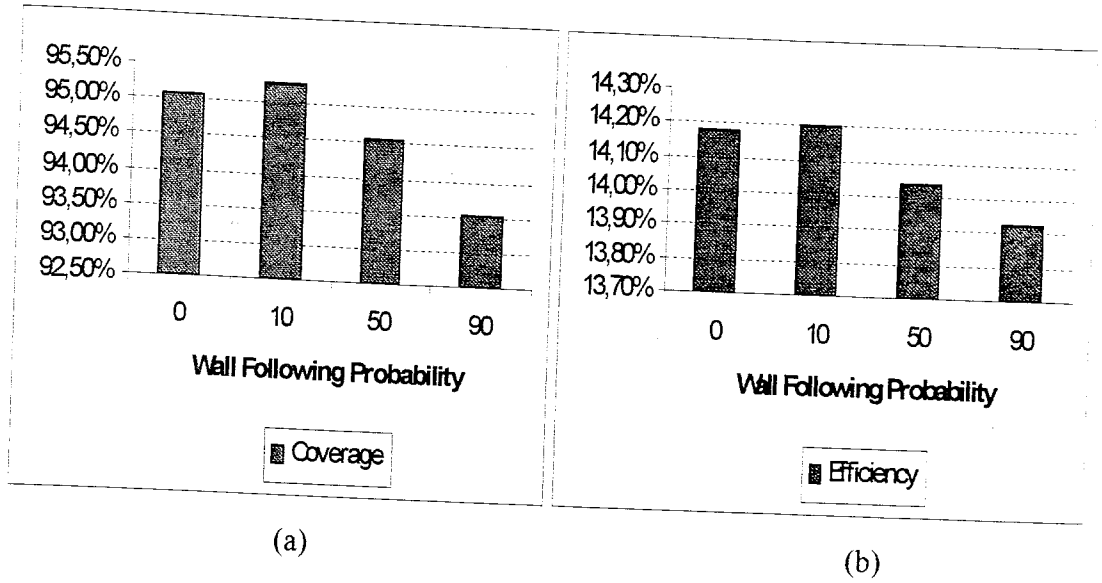 95,50%
95,00%
94,50%
94,00%
93,50%
93,00%
92,50%
0 10 50 90
Wall Following Probability
Coverage
(a)
14,30%
14,20%
14,10%
14,00%
13,90%
13,80%
13,70%
0 10 50 90
Wall Following Probability
Efficiency
(b)